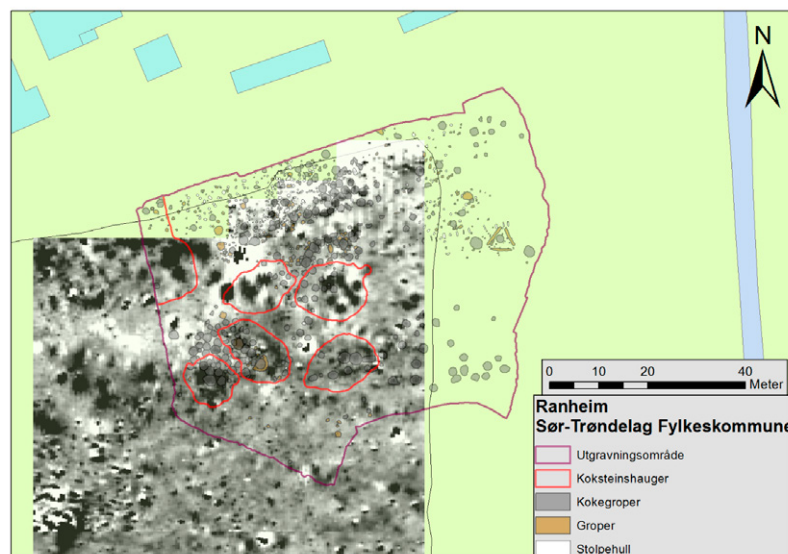 N
0 10 20 40
Meter
Ranheim
Sør-Trøndelag Fylkeskommune
Utgravningsområde
Koksteinshauger
Kokegroper
Groper
Stolpehull